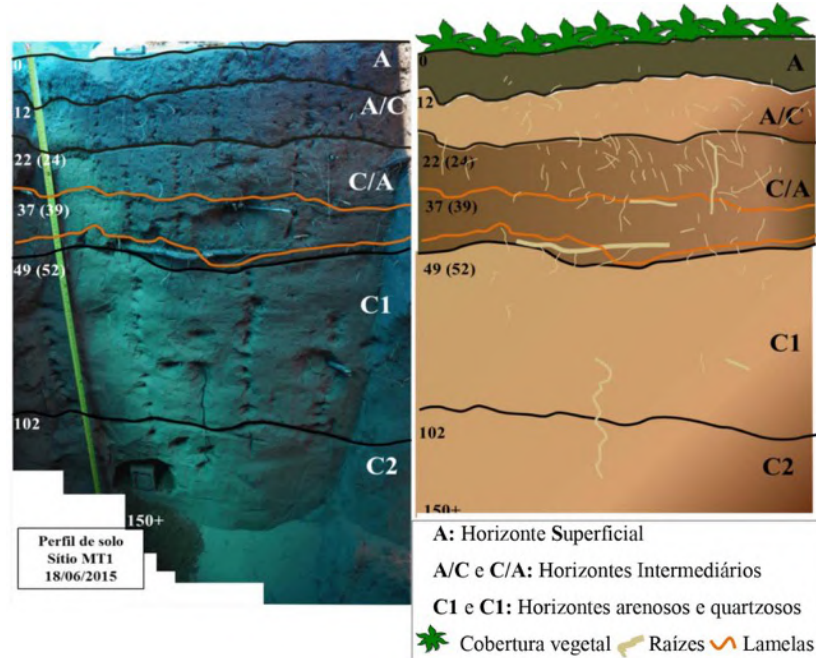 0
A
12
A/C
22 (24)
C/A
37 (39)
49 (52)
C1
102
C2
150+
Perfil de solo
Sítio MT1
18/06/2015
0
A
12
A/C
22 (24)
C/A
37 (39)
49 (52)
C1
102
C2
150+
A: Horizonte Superficial
A/C e C/A: Horizontes Intermediários
C1 e C1: Horizontes arenosos e quartzosos
Cobertura vegetal Raízes Lamelas